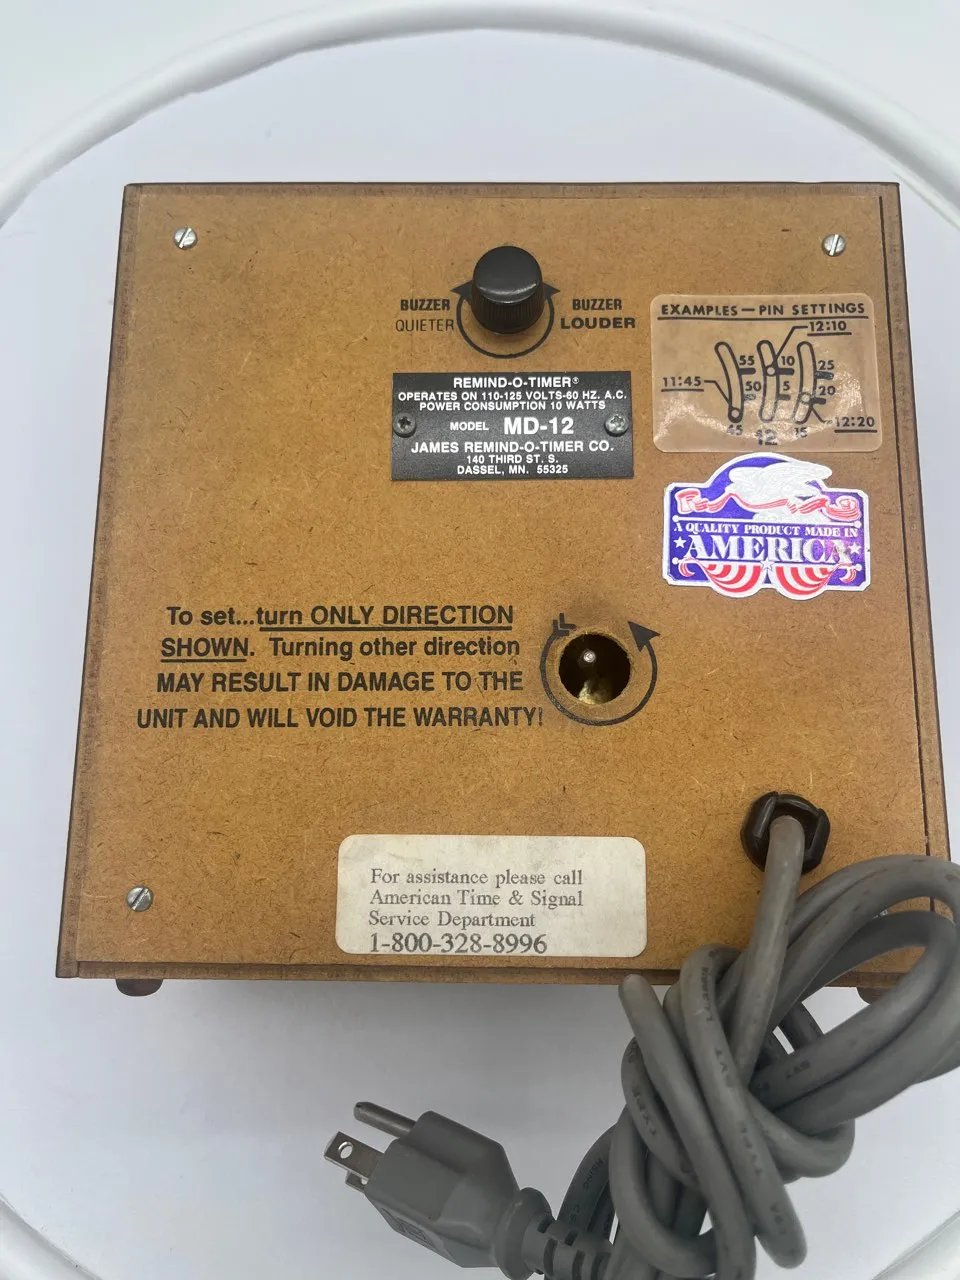 BUZZER
QUIETER
BUZZER
LOUDER
EXAMPLES — PIN SETTINGS
12:10
55
10
25
11:45
50
5
20
45
12
15
12:20
REMIND-O-TIMER®
OPERATES ON 110-125 VOLTS-60 HZ. A.C.
POWER CONSUMPTION 10 WATTS
MODEL MD-12
JAMES REMIND-O-TIMER CO.
140 THIRD ST. S.
DASSEL, MN. 55325
A QUALITY PRODUCT MADE IN
AMERICA
To set...turn ONLY DIRECTION
SHOWN. Turning other direction
MAY RESULT IN DAMAGE TO THE
UNIT AND WILL VOID THE WARRANTY!
For assistance please call
American Time & Signal
Service Department
1-800-328-8996
SVT
TYPE
TYPE